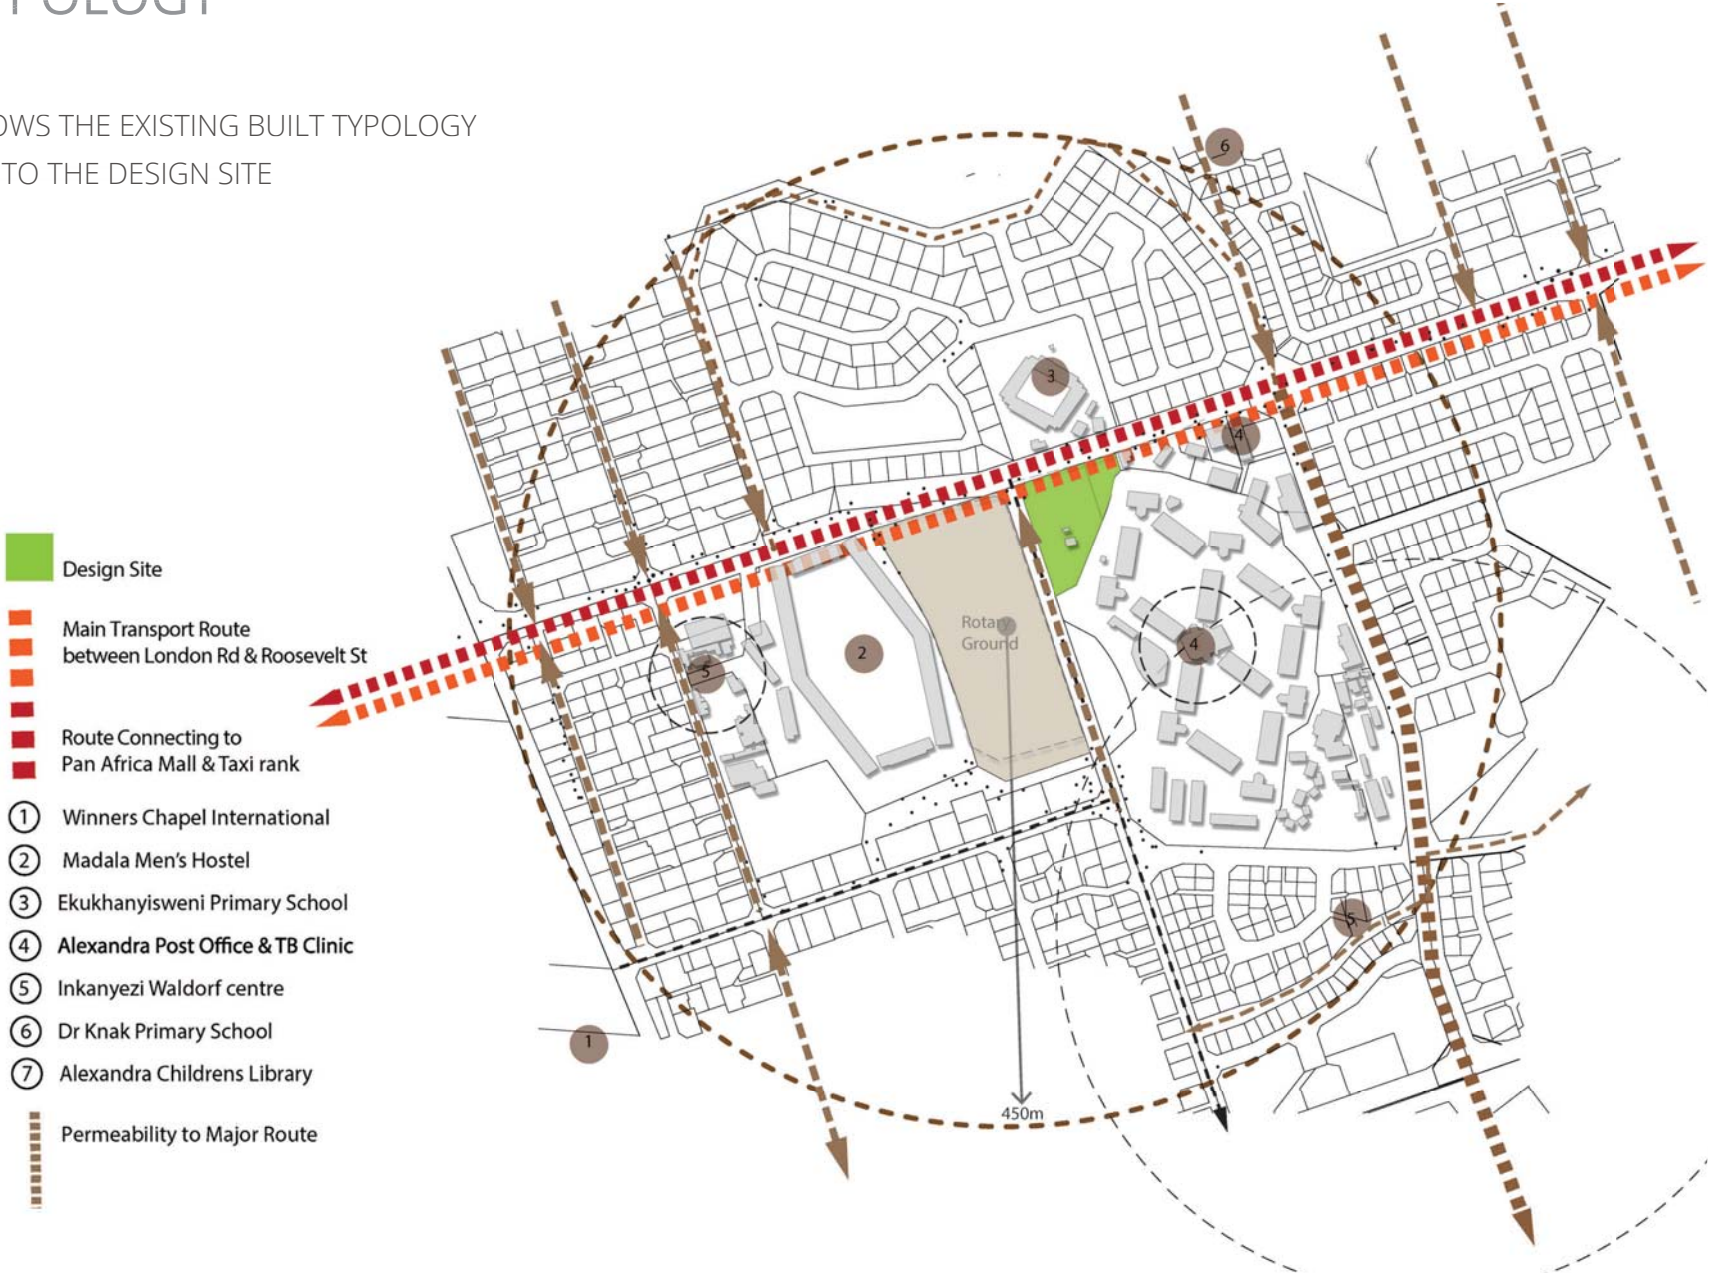 POLOGY
OWS THE EXISTING BUILT TYPOLOGY
TO THE DESIGN SITE
6
3
4
Design Site
Main Transport Route
between London Rd & Roosevelt St
Rotary
Ground
2
4
5
Route Connecting to
Pan Africa Mall & Taxi rank
1 Winners Chapel International
2 Madala Men's Hostel
3 Ekukhanyisweni Primary School
4 Alexandra Post Office & TB Clinic
5 Inkanyezi Waldorf centre
6 Dr Knak Primary School
7 Alexandra Childrens Library
5
1
450m
Permeability to Major Route